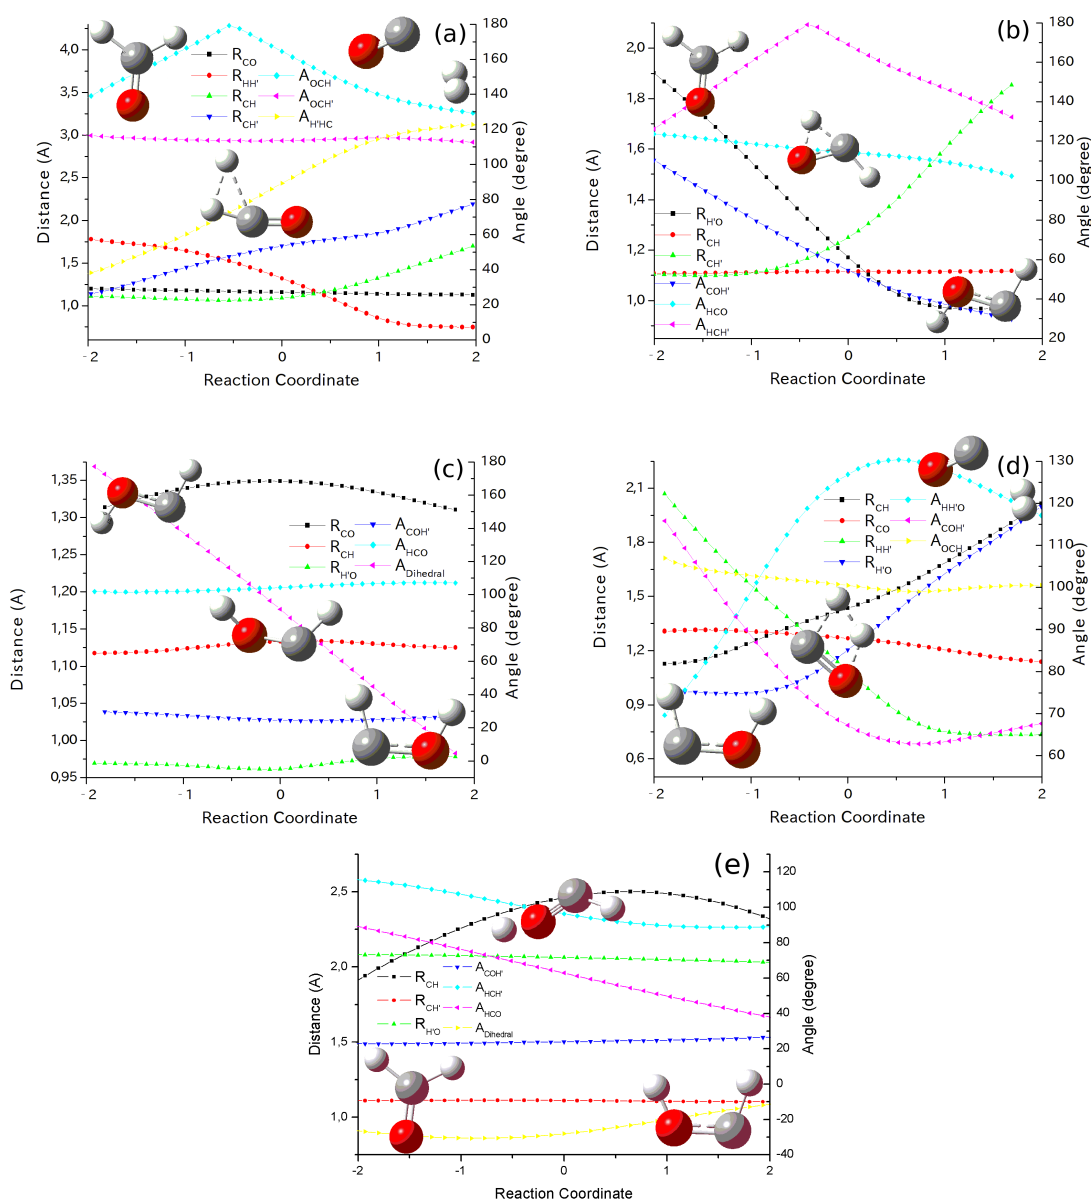 (a)
R_CO
R_HH' A_OCH
R_CH A_OCH'
R_CH' A_H'HC
4,0
3,5
3,0
2,5
2,0
1,5
1,0
180
160
140
120
100
80
60
40
20
0
-2 -1 0 1 2
Distance (A)
Angle (degree)
Reaction Coordinate
(b)
R_H'O
R_CH
R_CH'
A_COH'
A_HCO
A_HCH'
2,0
1,8
1,6
1,4
1,2
1,0
180
160
140
120
100
80
60
40
20
-2 -1 0 1 2
Distance (A)
Angle (degree)
Reaction Coordinate
(c)
R_CO A_COH'
R_CH A_HCO
R_H'O A_Dihedral
1,35
1,30
1,25
1,20
1,15
1,10
1,05
1,00
0,95
180
160
140
120
100
80
60
40
20
0
-2 -1 0 1 2
Distance (A)
Angle (degree)
Reaction Coordinate
(d)
R_CH A_HH'O
R_CO A_COH'
R_HH' A_OCH
R_H'O
2,1
1,8
1,5
1,2
0,9
0,6
130
120
110
100
90
80
70
60
-2 -1 0 1 2
Distance (A)
Angle (degree)
Reaction Coordinate
(e)
A_COH'
R_CH A_HCH'
R_CH' A_HCO
R_H'O A_Dihedral
2,5
2,0
1,5
1,0
120
100
80
60
40
20
0
-20
-40
-2 -1 0 1 2
Distance (A)
Angle (degree)
Reaction Coordinate